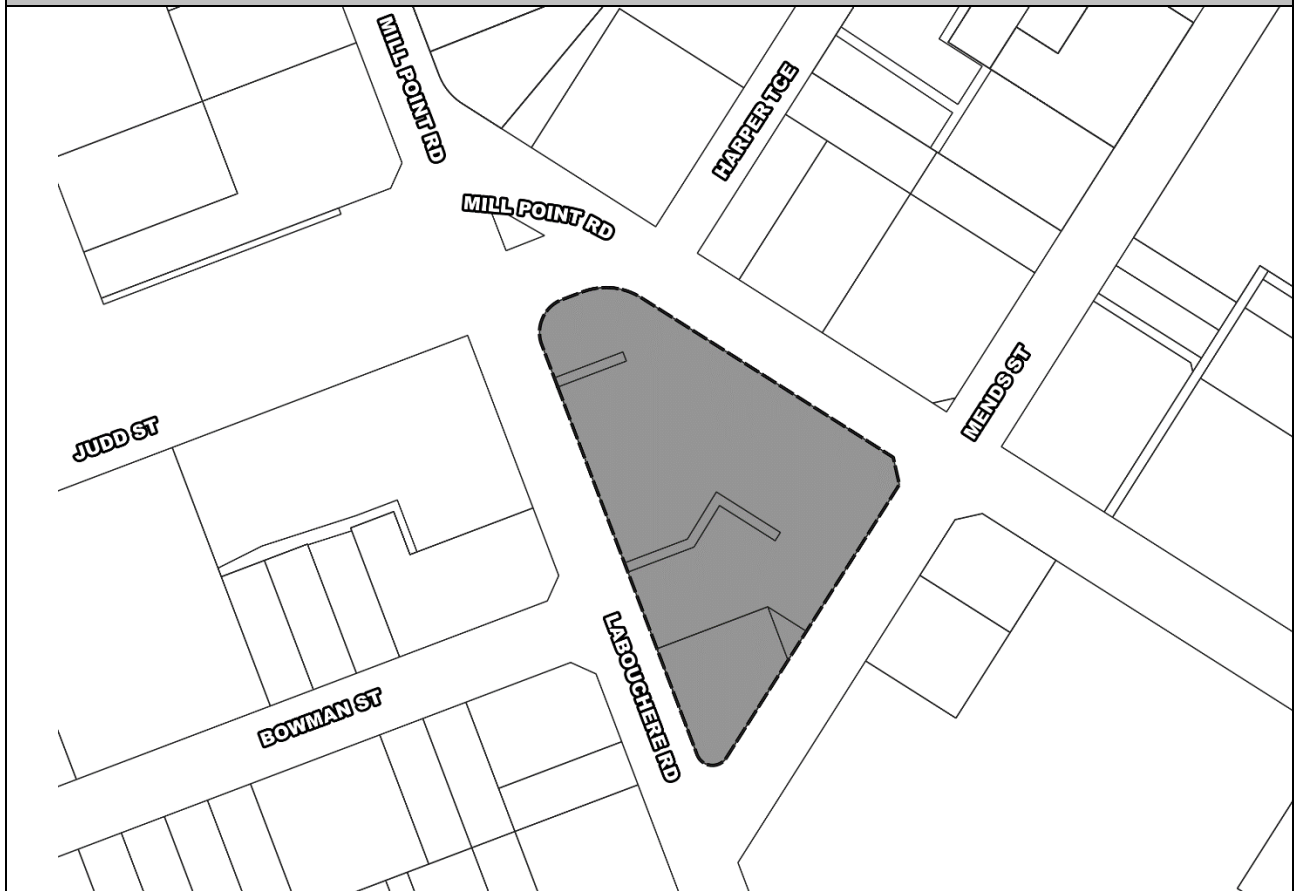 MILL POINT RD
HARPER TCE
MILL POINT RD
MENDS ST
JUDD ST
LABOUCHERE RD
BOWMAN ST